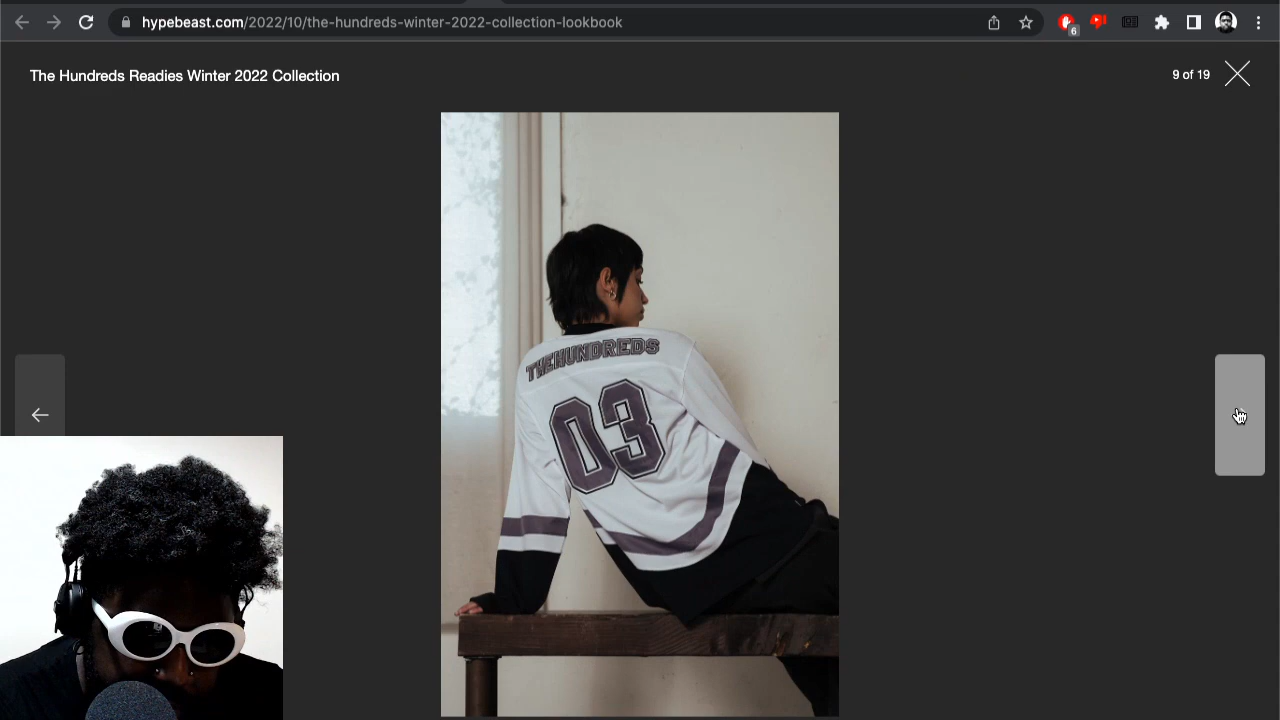 hypebeast.com/2022/10/the-hundreds-winter-2022-collection-lookbook
6
The Hundreds Readies Winter 2022 Collection
9 of 19
THE HUNDREDS
03